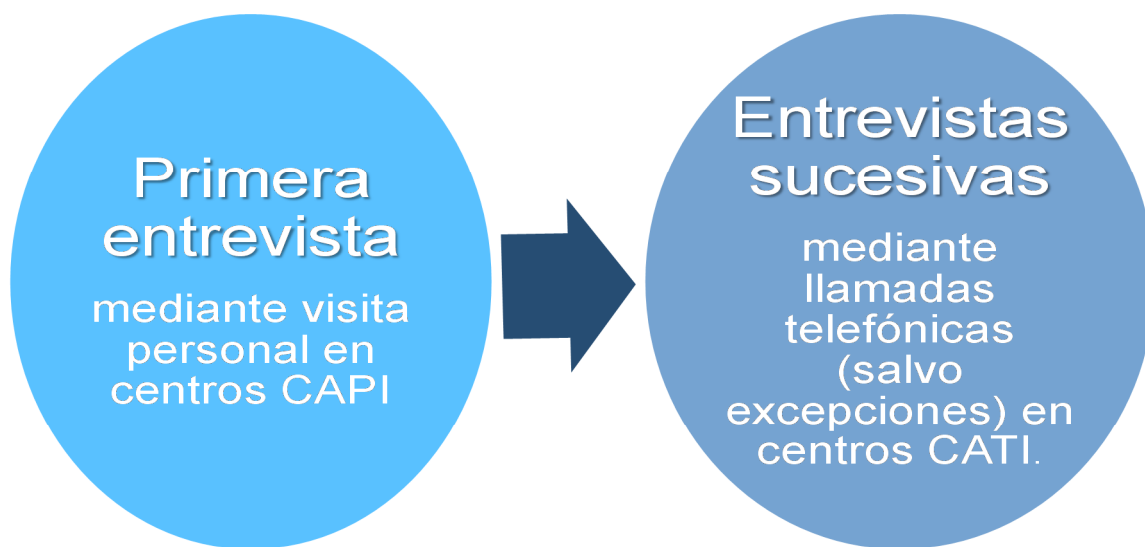 Primera
entrevista
mediante visita
personal en
centros CAPI
Entrevistas
sucesivas
mediante
llamadas
telefónicas
(salvo
excepciones) en
centros CATI.